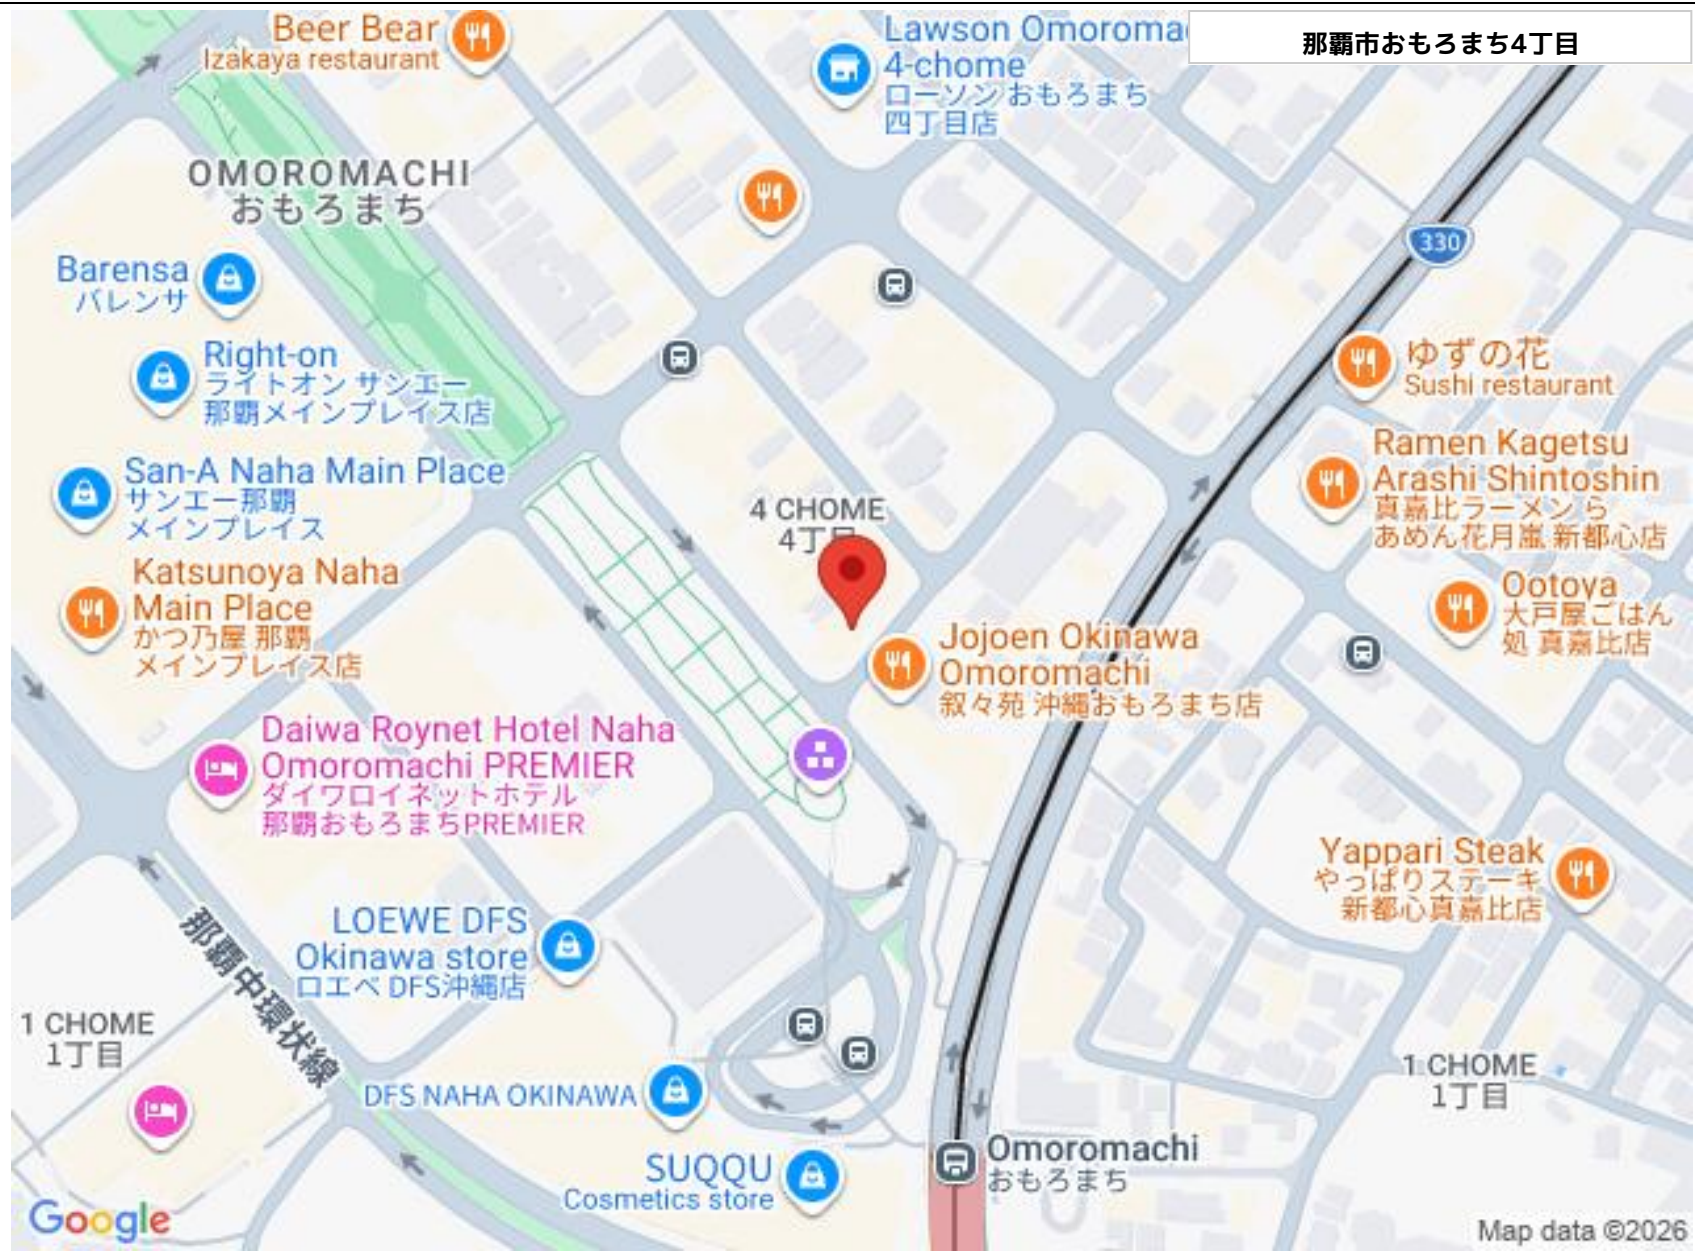 Beer Bear
Izakaya restaurant
Lawson Omoroma
4-chome
ローソン おもろまち
四丁目店
那覇市おもろまち4丁目
OMOROMACHI
おもろまち
330
Barensa
バレンサ
Right-on
ライトオン サンエー
那覇メインプレイス店
ゆずの花
Sushi restaurant
San-A Naha Main Place
サンエー那覇
メインプレイス
Ramen Kagetsu
Arashi Shintoshin
真嘉比ラーメン ら
あめん花月嵐 新都心店
4 CHOME
4丁目
Katsunoya Naha
Main Place
かつ乃屋 那覇
メインプレイス店
Ootoya
大戸屋ごはん
処 真嘉比店
Jojoen Okinawa
Omoromachi
叙々苑 沖縄おもろまち店
Daiwa Roynet Hotel Naha
Omoromachi PREMIER
ダイワロイネットホテル
那覇おもろまちPREMIER
Yappari Steak
やっぱりステーキ
新都心真嘉比店
LOEWE DFS
Okinawa store
ロエベ DFS沖縄店
那覇中環状線
1 CHOME
1丁目
DFS NAHA OKINAWA
1 CHOME
1丁目
SUQQU
Cosmetics store
Omoromachi
おもろまち
Google
Map data ©2026